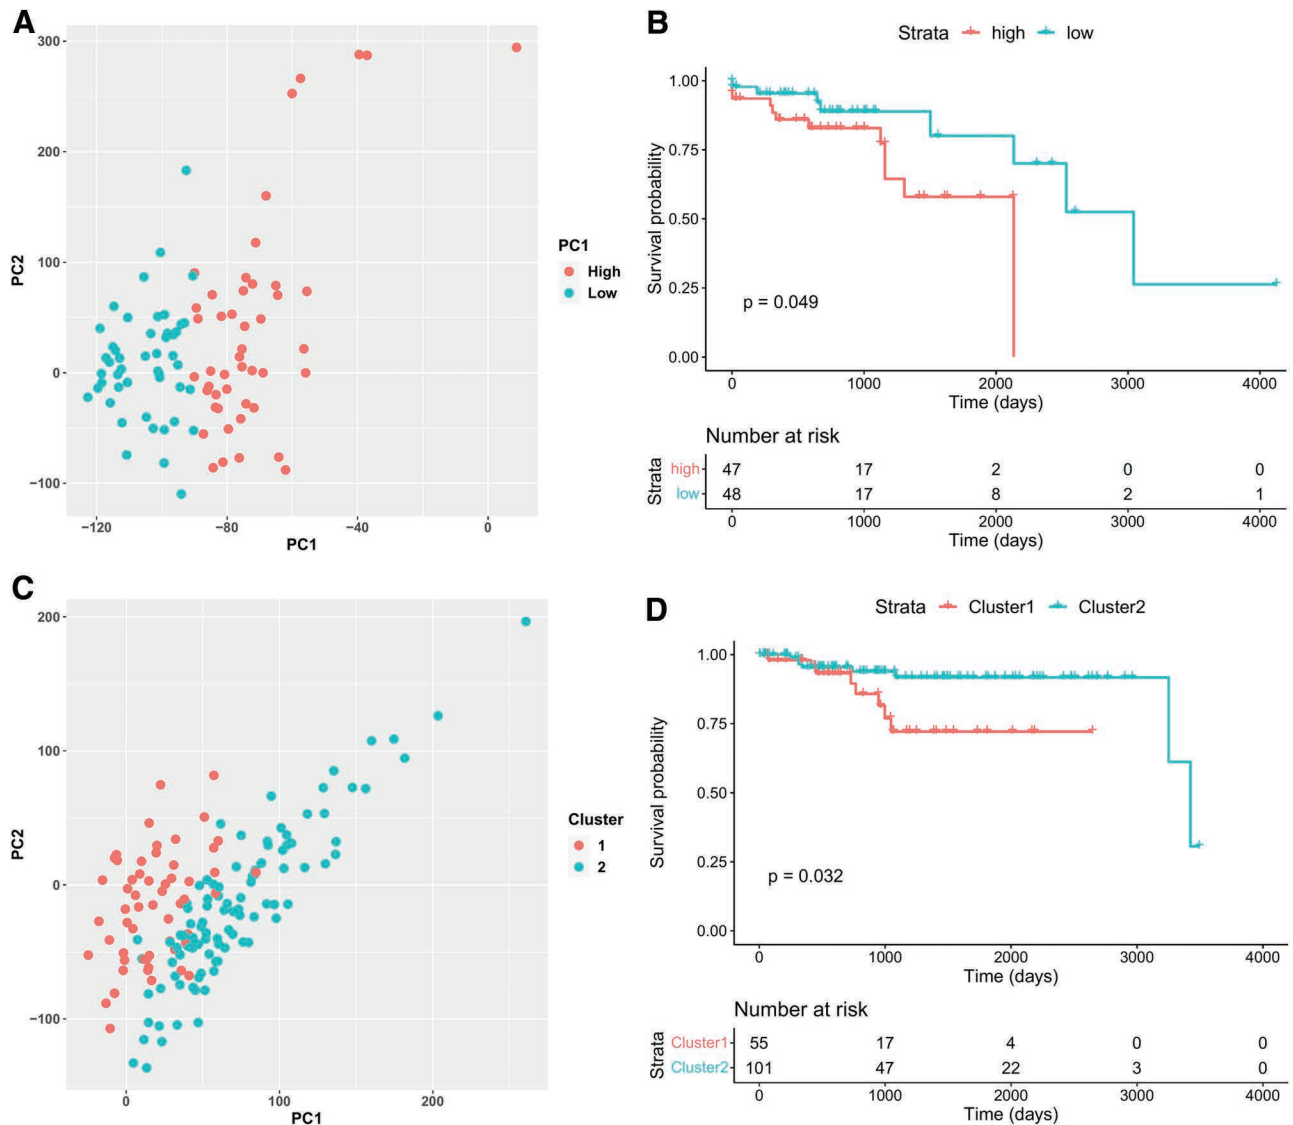 A
300
200
100
0
−100
−120
−80
−40
0
PC1
PC2
PC1
High
Low
B
Strata high low
1.00
0.75
0.50
0.25
0.00
Survival probability
p = 0.049
0 1000 2000 3000 4000
Time (days)
Number at risk
Strata
high 47 17 2 0 0
low 48 17 8 2 1
0 1000 2000 3000 4000
Time (days)
C
200
100
0
−100
0 100 200
PC1
PC2
Cluster
1
2
D
Strata Cluster1 Cluster2
1.00
0.75
0.50
0.25
0.00
Survival probability
p = 0.032
0 1000 2000 3000 4000
Time (days)
Number at risk
Strata
Cluster1 55 17 4 0 0
Cluster2 101 47 22 3 0
0 1000 2000 3000 4000
Time (days)